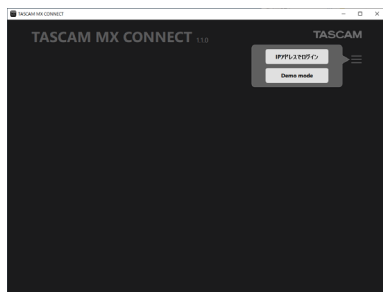 TASCAM MX CONNECT
TASCAM MX CONNECT 1.1.0
TASCAM
IPアドレスでログイン
Demo mode